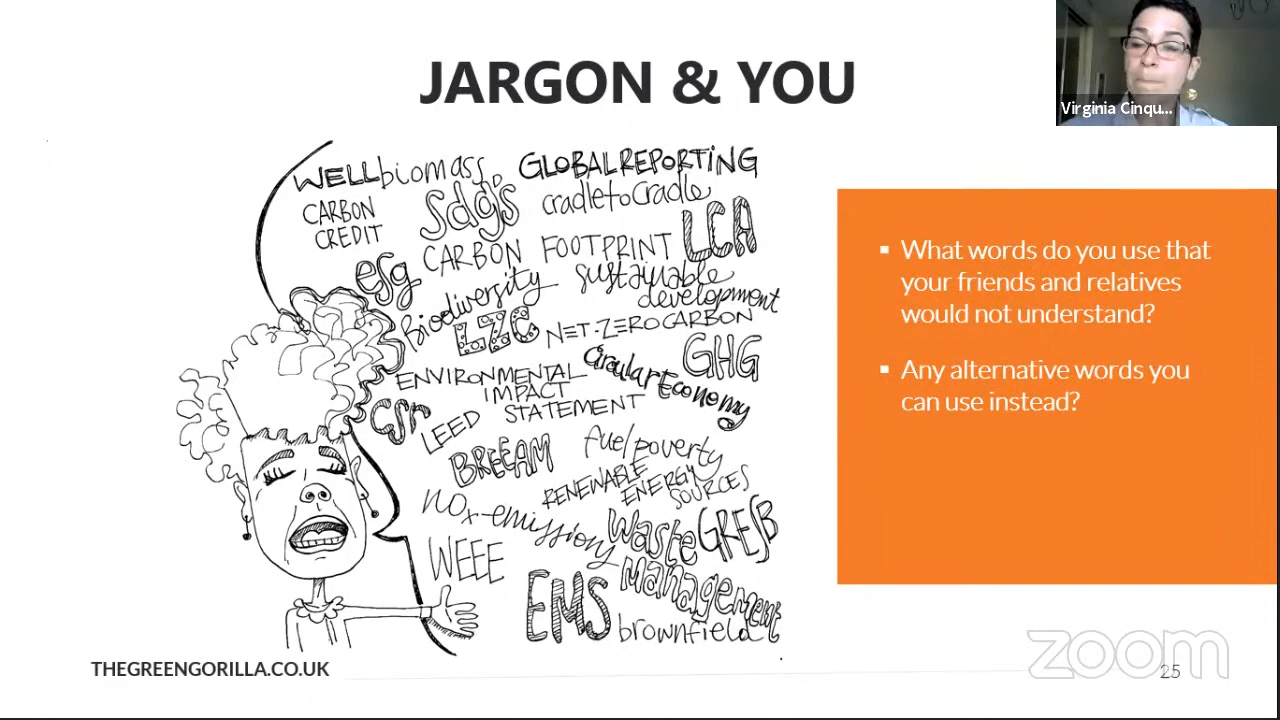 JARGON & YOU
Virginia Cinqu...
WELL biomass
GLOBAL REPORTING
CARBON
CREDIT
sdg's
cradle to Cradle
LCA
esg
CARBON FOOTPRINT
Biodiversity
sustainable
development
LZC
NET-ZERO CARBON
GHG
ENVIRONMENTAL
IMPACT
STATEMENT
Circular Economy
csr
LEED
BREEAM
fuel poverty
RENEWABLE
ENERGY
SOURCES
nox-emissions
Waste
management
GRESB
WEEE
EMS
brownfield
▪ What words do you use that
your friends and relatives
would not understand?
▪ Any alternative words you
can use instead?
THEGREENGORILLA.CO.UK
zoom
25